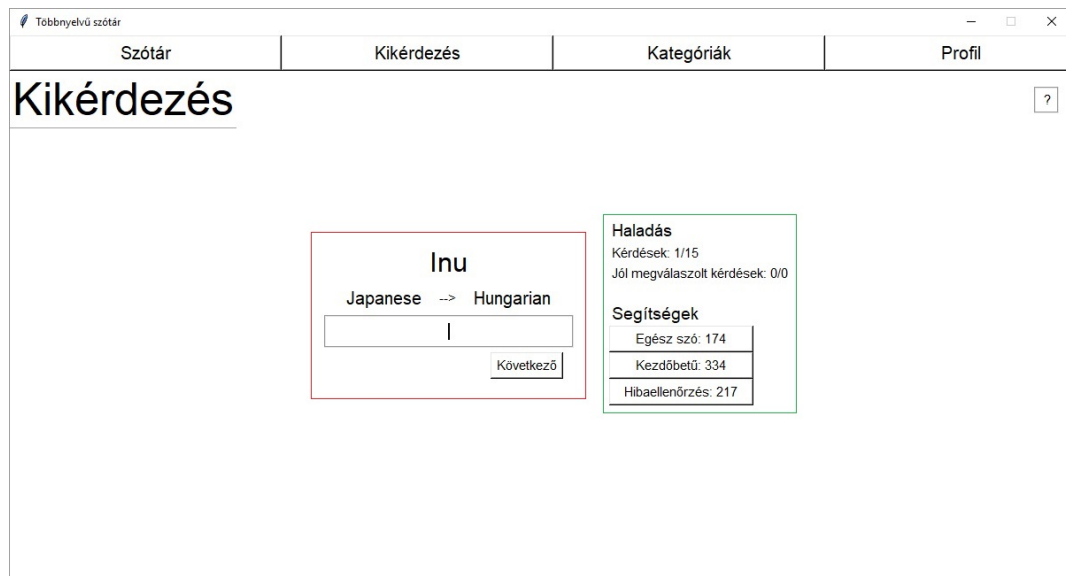 Többnyelvű szótár
Szótár Kikérdezés Kategóriák Profil
Kikérdezés
?
Inu
Japanese --> Hungarian
Következő
Haladás
Kérdések: 1/15
Jól megválaszolt kérdések: 0/0
Segítségek
Egész szó: 174
Kezdőbetű: 334
Hibaellenőrzés: 217